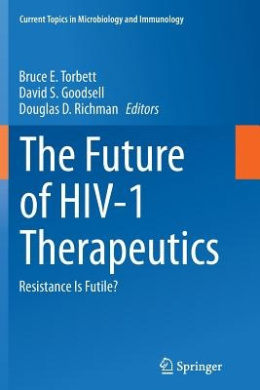 Current Topics in Microbiology and Immunology
Bruce E. Torbett
David S. Goodsell
Douglas D. Richman Editors
The Future
of HIV-1
Therapeutics
Resistance Is Futile?
Springer